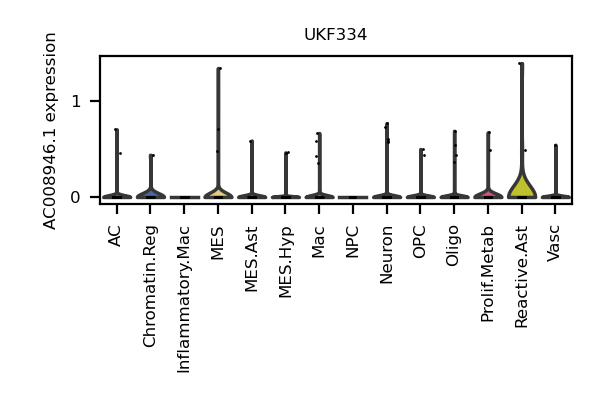 UKF334
AC008946.1 expression
1
0
AC
Chromatin.Reg
Inflammatory.Mac
MES
MES.Ast
MES.Hyp
Mac
NPC
Neuron
OPC
Oligo
Prolif.Metab
Reactive.Ast
Vasc